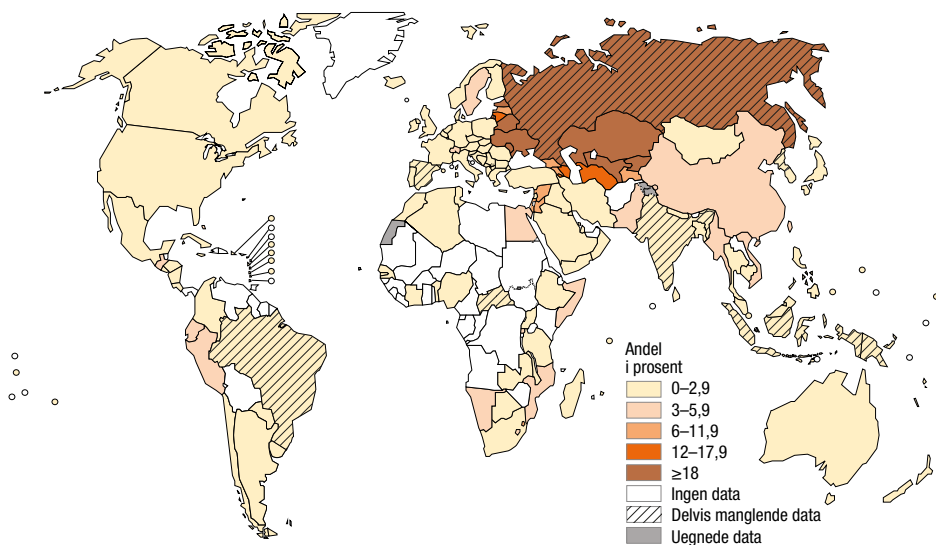 Andel
i prosent
0–2,9
3–5,9
6–11,9
12–17,9
≥18
Ingen data
Delvis manglende data
Uegnede data